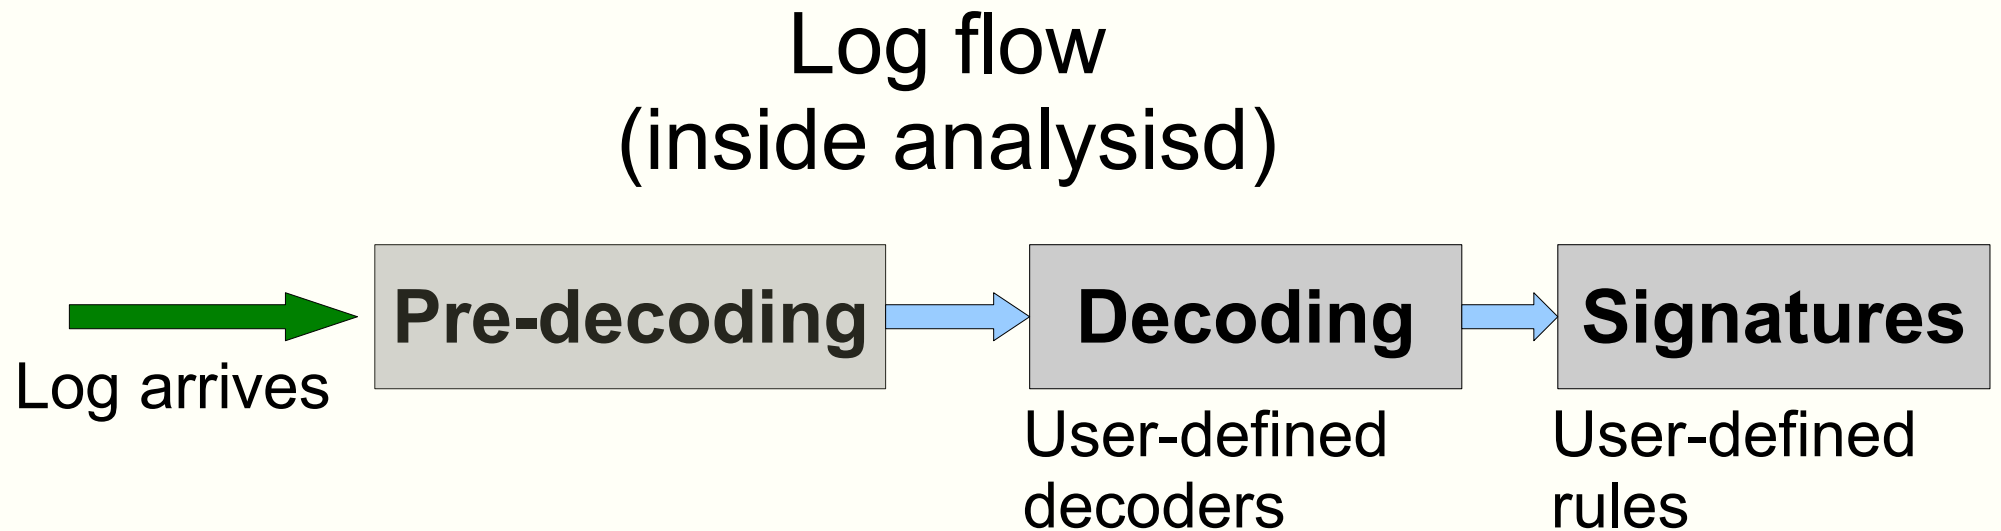 Log flow
(inside analysisd)
Log arrives
Pre-decoding
Decoding
Signatures
User-defined
decoders
User-defined
rules